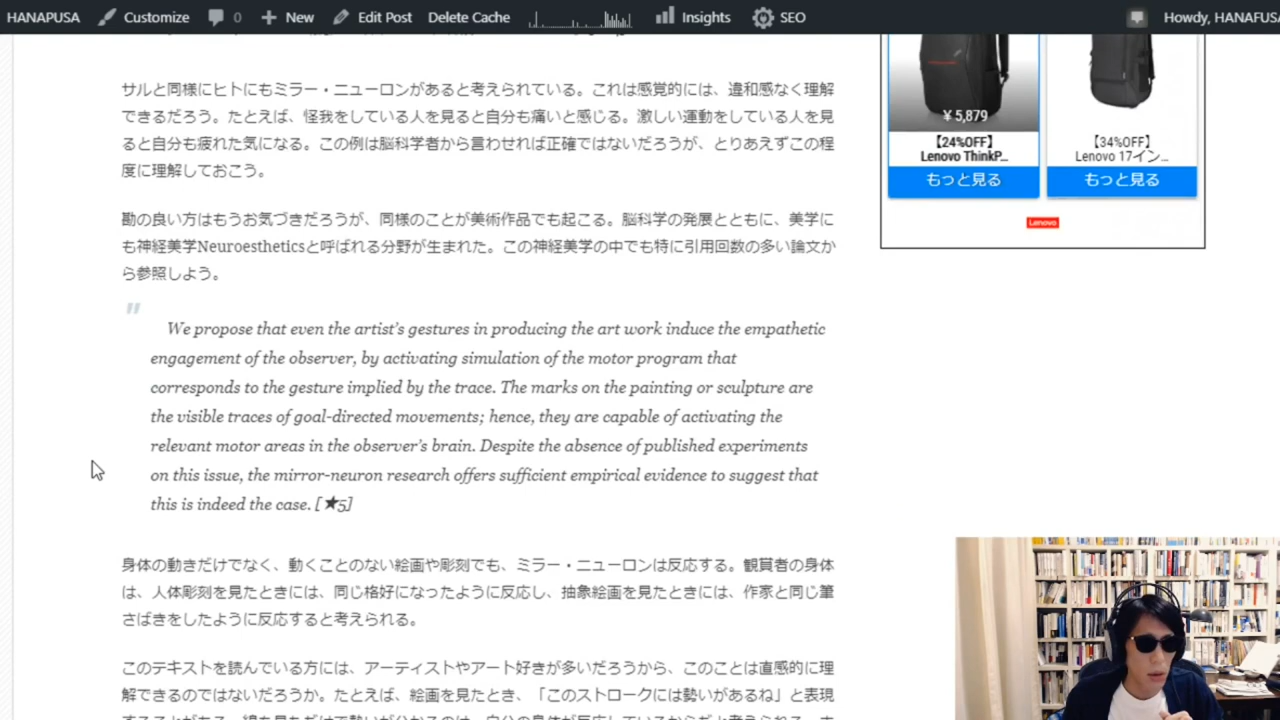 HANAPUSA Customize 0 New Edit Post Delete Cache Insights SEO Howdy, HANAFUSA
サルと同様にヒトにもミラー・ニューロンがあると考えられている。これは感覚的には、違和感なく理解
できるだろう。たとえば、怪我をしている人を見ると自分も痛いと感じる。激しい運動をしている人を見
ると自分も疲れた気になる。この例は脳科学者から言わせれば正確ではないだろうが、とりあえずこの程
度に理解しておこう。
勘の良い方はもうお気づきだろうが、同様のことが美術作品でも起こる。脳科学の発展とともに、美学に
も神経美学Neuroestheticsと呼ばれる分野が生まれた。この神経美学の中でも特に引用回数の多い論文か
ら参照しよう。
"
We propose that even the artist's gestures in producing the art work induce the empathetic
engagement of the observer, by activating simulation of the motor program that
corresponds to the gesture implied by the trace. The marks on the painting or sculpture are
the visible traces of goal-directed movements; hence, they are capable of activating the
relevant motor areas in the observer's brain. Despite the absence of published experiments
on this issue, the mirror-neuron research offers sufficient empirical evidence to suggest that
this is indeed the case. [★5]
身体の動きだけでなく、動くことのない絵画や彫刻でも、ミラー・ニューロンは反応する。観賞者の身体
は、人体彫刻を見たときには、同じ格好になったように反応し、抽象絵画を見たときには、作家と同じ筆
さばきをしたように反応すると考えられる。
このテキストを読んでいる方には、アーティストやアート好きが多いだろうから、このことは直感的に理
解できるのではないだろうか。たとえば、絵画を見たとき、「このストロークには勢いがあるね」と表現
¥5,879
【24%OFF】
Lenovo ThinkP...
もっと見る
【34%OFF】
Lenovo 17イン...
もっと見る
Lenovo